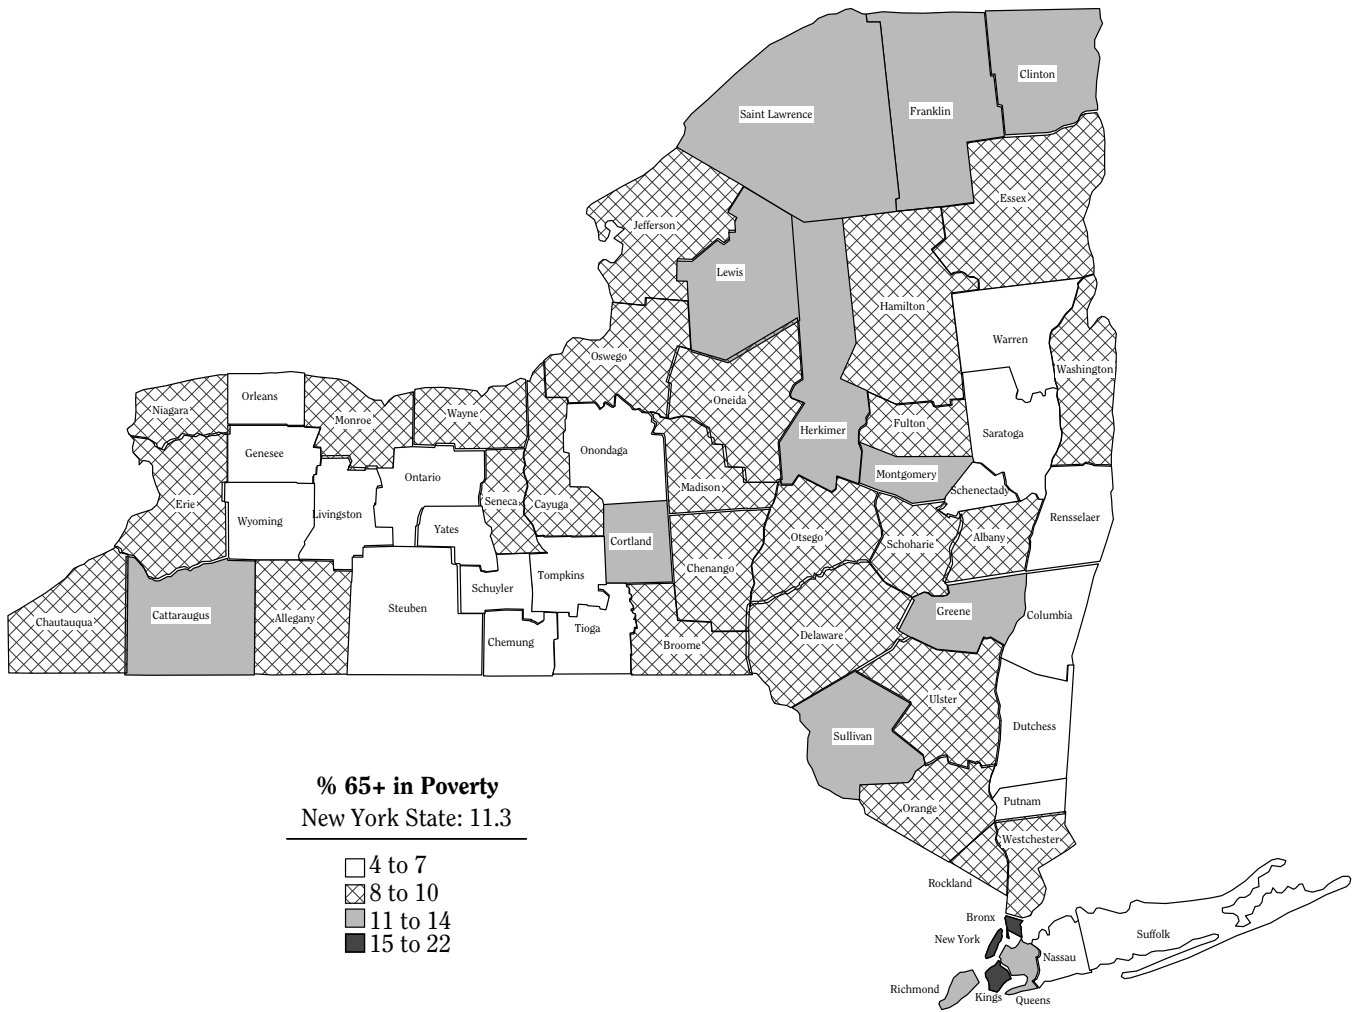 Clinton
Saint Lawrence
Franklin
Essex
Jefferson
Lewis
Hamilton
Warren
Oswego
Washington
Orleans
Oneida
Niagara
Wayne
Monroe
Fulton
Herkimer
Saratoga
Genesee
Onondaga
Ontario
Montgomery
Madison
Schenectady
Erie
Seneca
Cayuga
Livingston
Rensselaer
Wyoming
Yates
Otsego
Albany
Cortland
Schoharie
Chenango
Tompkins
Schuyler
Steuben
Greene
Cattaraugus
Columbia
Allegany
Chautauqua
Tioga
Delaware
Chemung
Broome
Ulster
Dutchess
Sullivan
Putnam
Orange
Westchester
Rockland
Bronx
Suffolk
New York
Nassau
Richmond
Kings
Queens
% 65+ in Poverty
New York State: 11.3
4 to 7
8 to 10
11 to 14
15 to 22